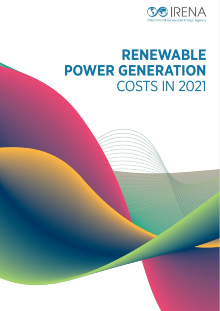 IRENA
International Renewable Energy Agency
RENEWABLE
POWER GENERATION
COSTS IN 2021